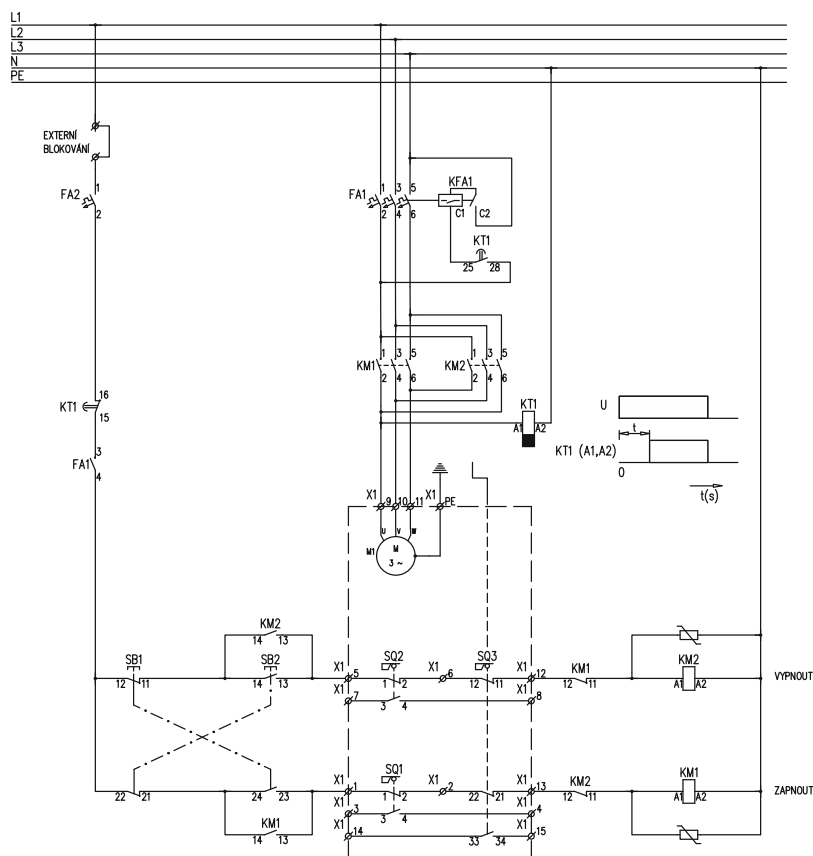 L1
L2
L3
N
PE
EXTERNÍ
BLOKOVÁNÍ
FA2
1
2
FA1
1 3 5
2 4 6
KFA1
C1 C2
KT1
25 28
KM1
1 3 5
2 4 6
KM2
1 3 5
2 4 6
KT1
16
15
KT1
A1 A2
U
t
KT1 (A1,A2)
0
t(s)
FA1
3
4
X1 9 10 11 X1 PE
U V W
M1
M
3 ~
KM2
14 13
SB1
12 11
SB2
14 13
X1 5
SQ2
1 2
X1 6
SQ3
12 11
X1 12
KM1
12 11
KM2
A1 A2
VYPNOUT
X1 7
3 4
X1 8
22 21
24 23
X1 1
SQ1
1 2
X1 2
22 21
X1 13
KM2
12 11
KM1
A1 A2
ZAPNOUT
KM1
14 13
X1 3
3 4
X1 4
X1 14
33 34
X1 15